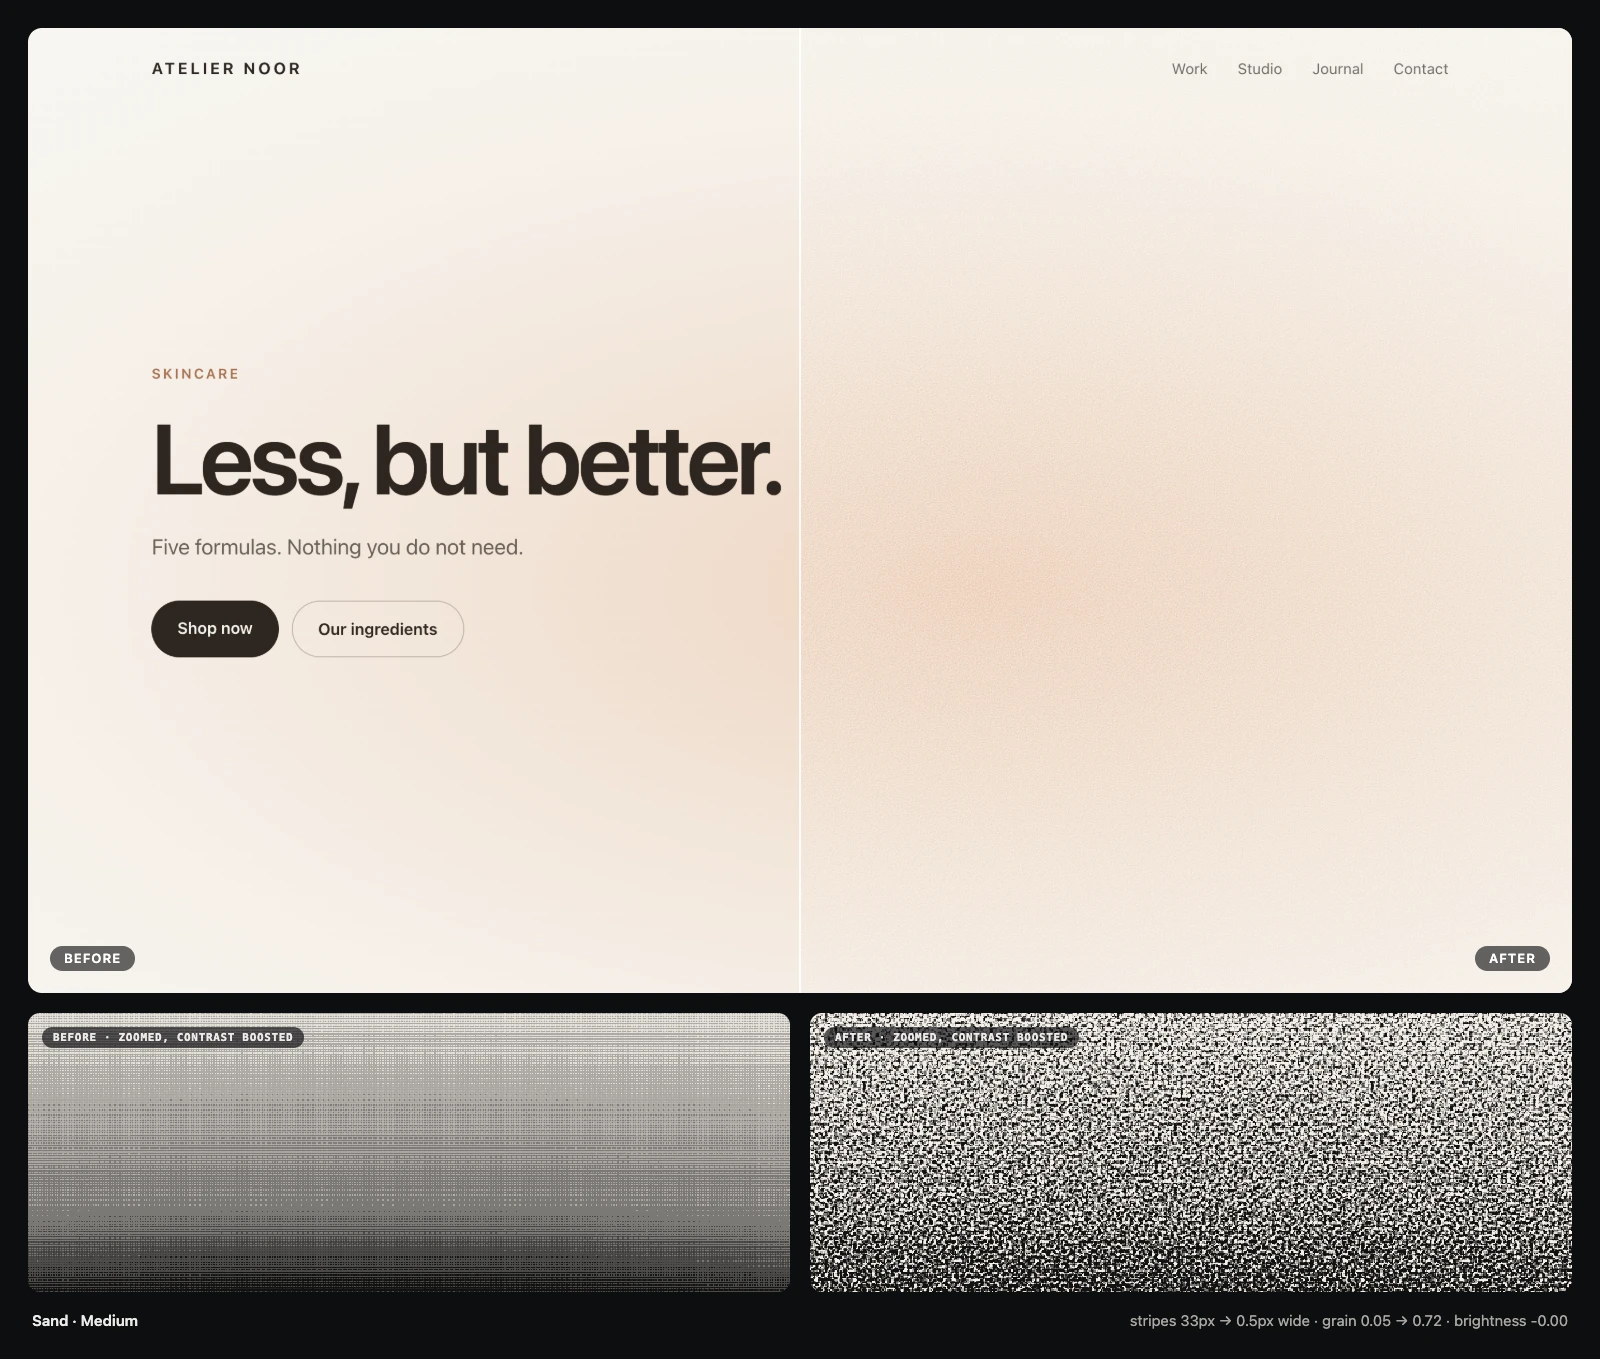 ATELIER NOOR
Work Studio Journal Contact
SKINCARE
Less, but better.
Five formulas. Nothing you do not need.
Shop now
Our ingredients
BEFORE
AFTER
BEFORE · ZOOMED, CONTRAST BOOSTED
AFTER · ZOOMED, CONTRAST BOOSTED
Sand · Medium
stripes 33px → 0.5px wide · grain 0.05 → 0.72 · brightness -0.00